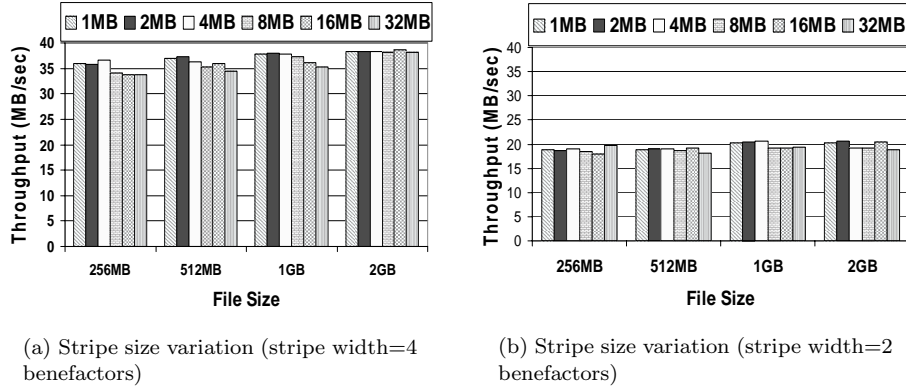 1MB 2MB 4MB 8MB 16MB 32MB
Throughput (MB/sec)
40
35
30
25
20
15
10
5
0
256MB 512MB 1GB 2GB
File Size
(a) Stripe size variation (stripe width=4
benefactors)
1MB 2MB 4MB 8MB 16MB 32MB
Throughput (MB/sec)
40
35
30
25
20
15
10
5
0
256MB 512MB 1GB 2GB
File Size
(b) Stripe size variation (stripe width=2
benefactors)